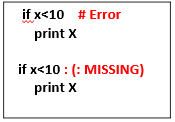 if x<10 # Error
print X
if x<10 : (: MISSING)
print X